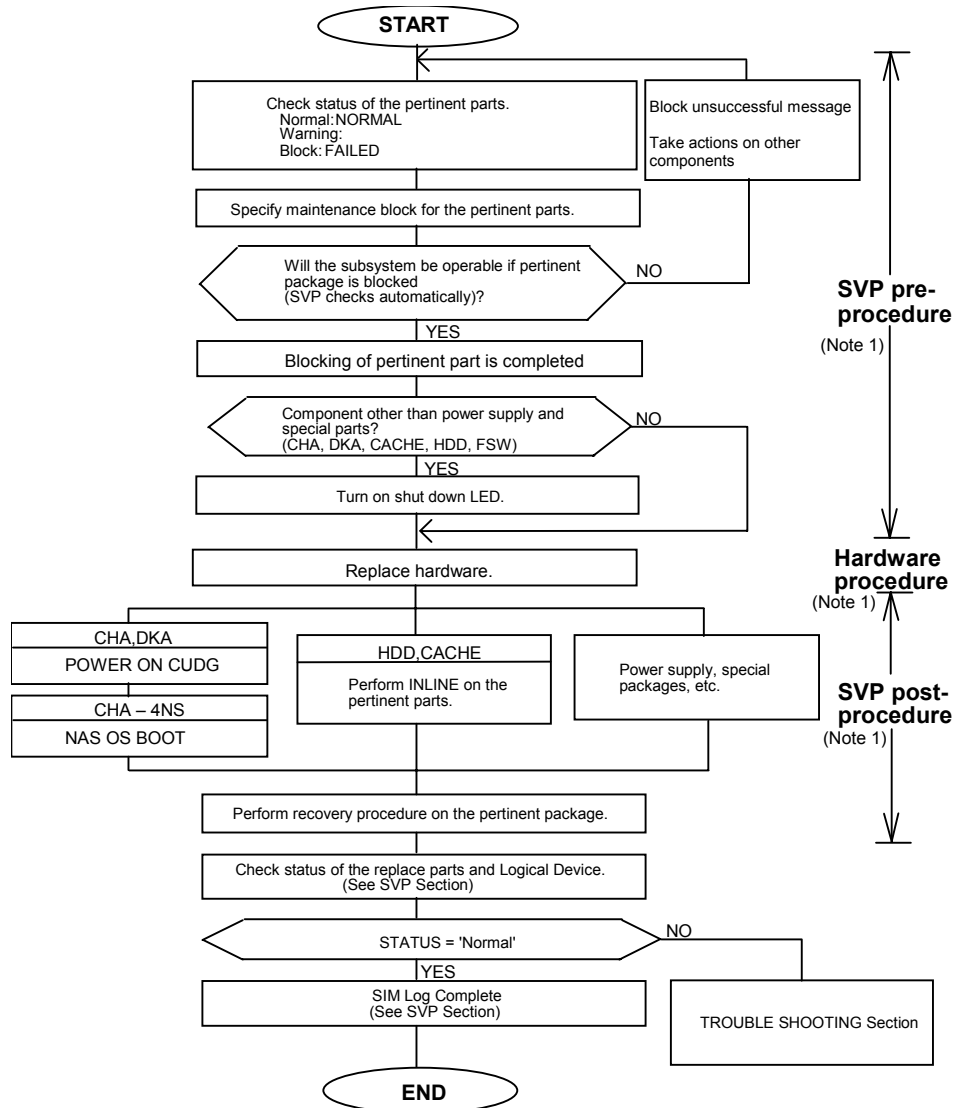 START
Check status of the pertinent parts.
Normal:NORMAL
Warning:
Block:FAILED
Block unsuccessful message
Take actions on other
components
Specify maintenance block for the pertinent parts.
Will the subsystem be operable if pertinent
package is blocked
(SVP checks automatically)?
NO
YES
SVP pre-
procedure
(Note 1)
Blocking of pertinent part is completed
Component other than power supply and
special parts?
(CHA, DKA, CACHE, HDD, FSW)
NO
YES
Turn on shut down LED.
Replace hardware.
Hardware
procedure
(Note 1)
CHA,DKA
POWER ON CUDG
CHA – 4NS
NAS OS BOOT
HDD,CACHE
Perform INLINE on the
pertinent parts.
Power supply, special
packages, etc.
SVP post-
procedure
(Note 1)
Perform recovery procedure on the pertinent package.
Check status of the replace parts and Logical Device.
(See SVP Section)
STATUS = 'Normal'
NO
YES
SIM Log Complete
(See SVP Section)
TROUBLE SHOOTING Section
END